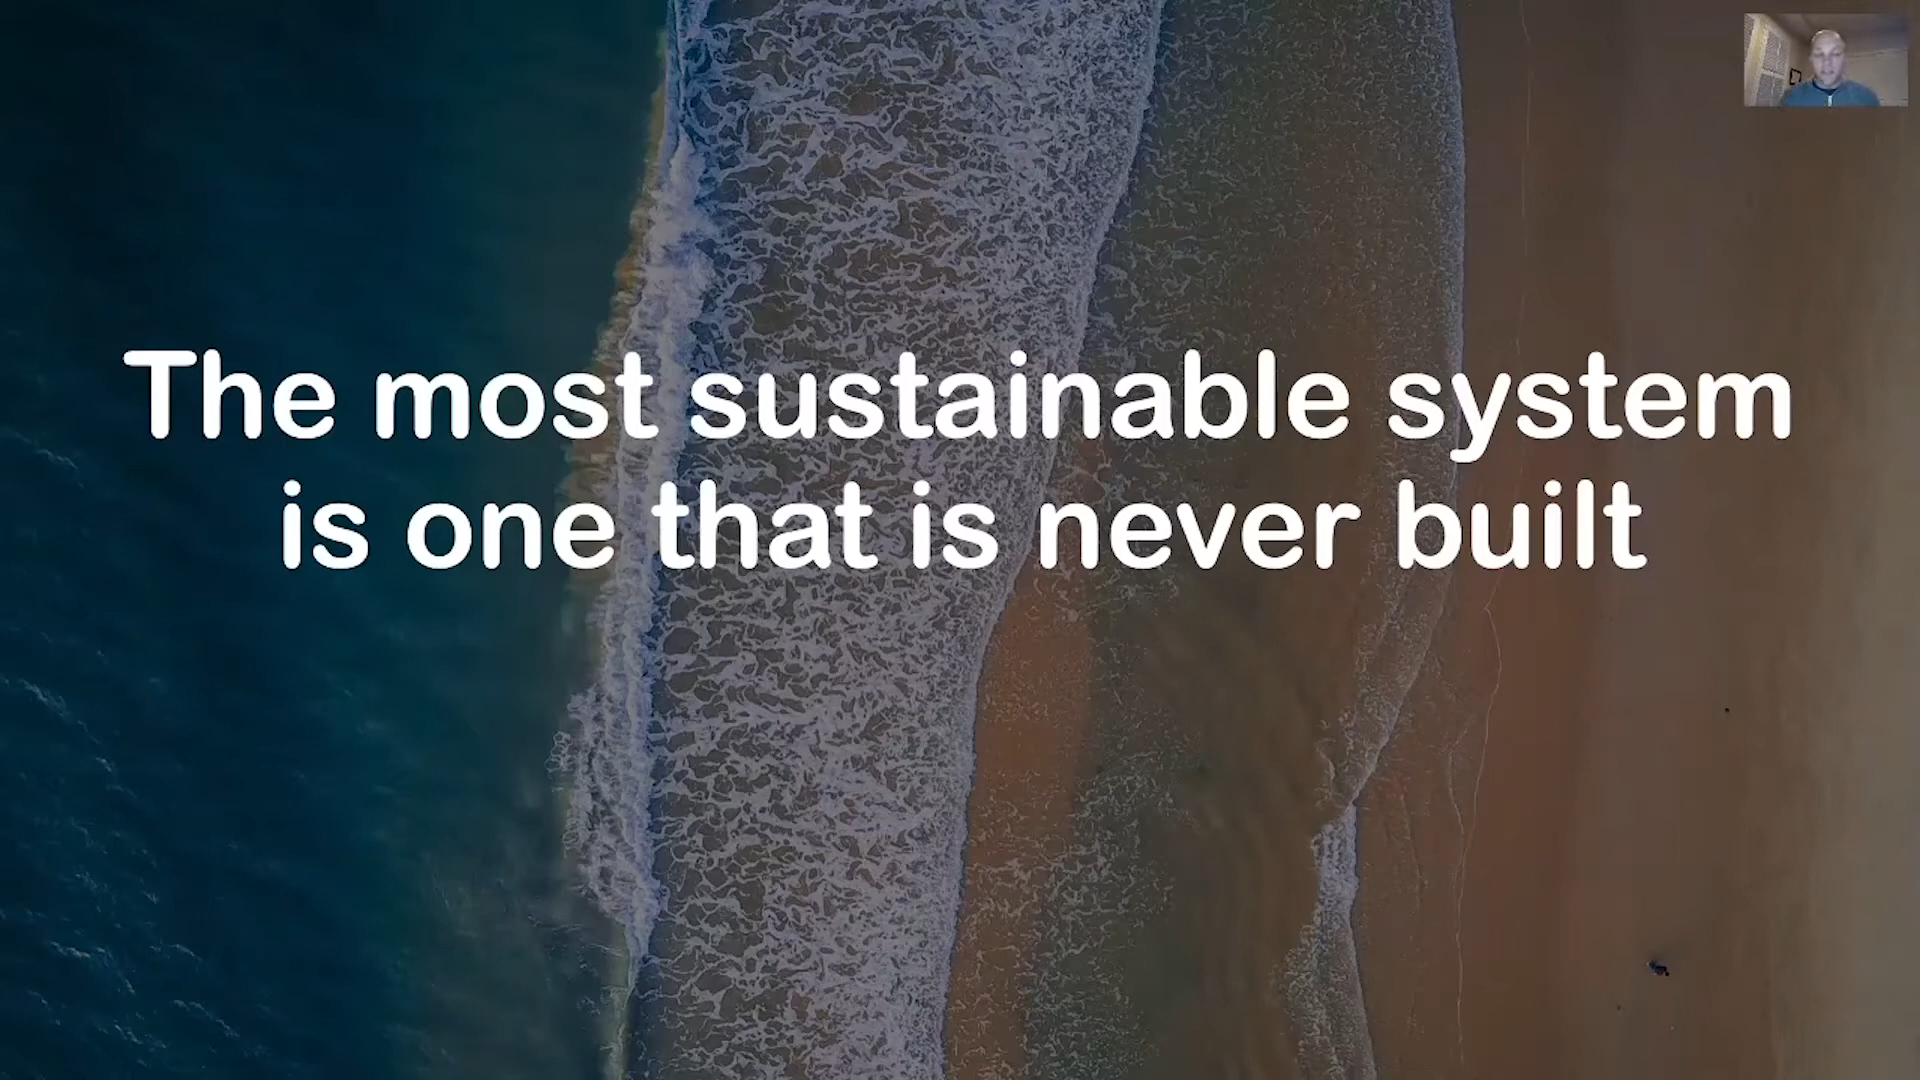 The most sustainable system
is one that is never built